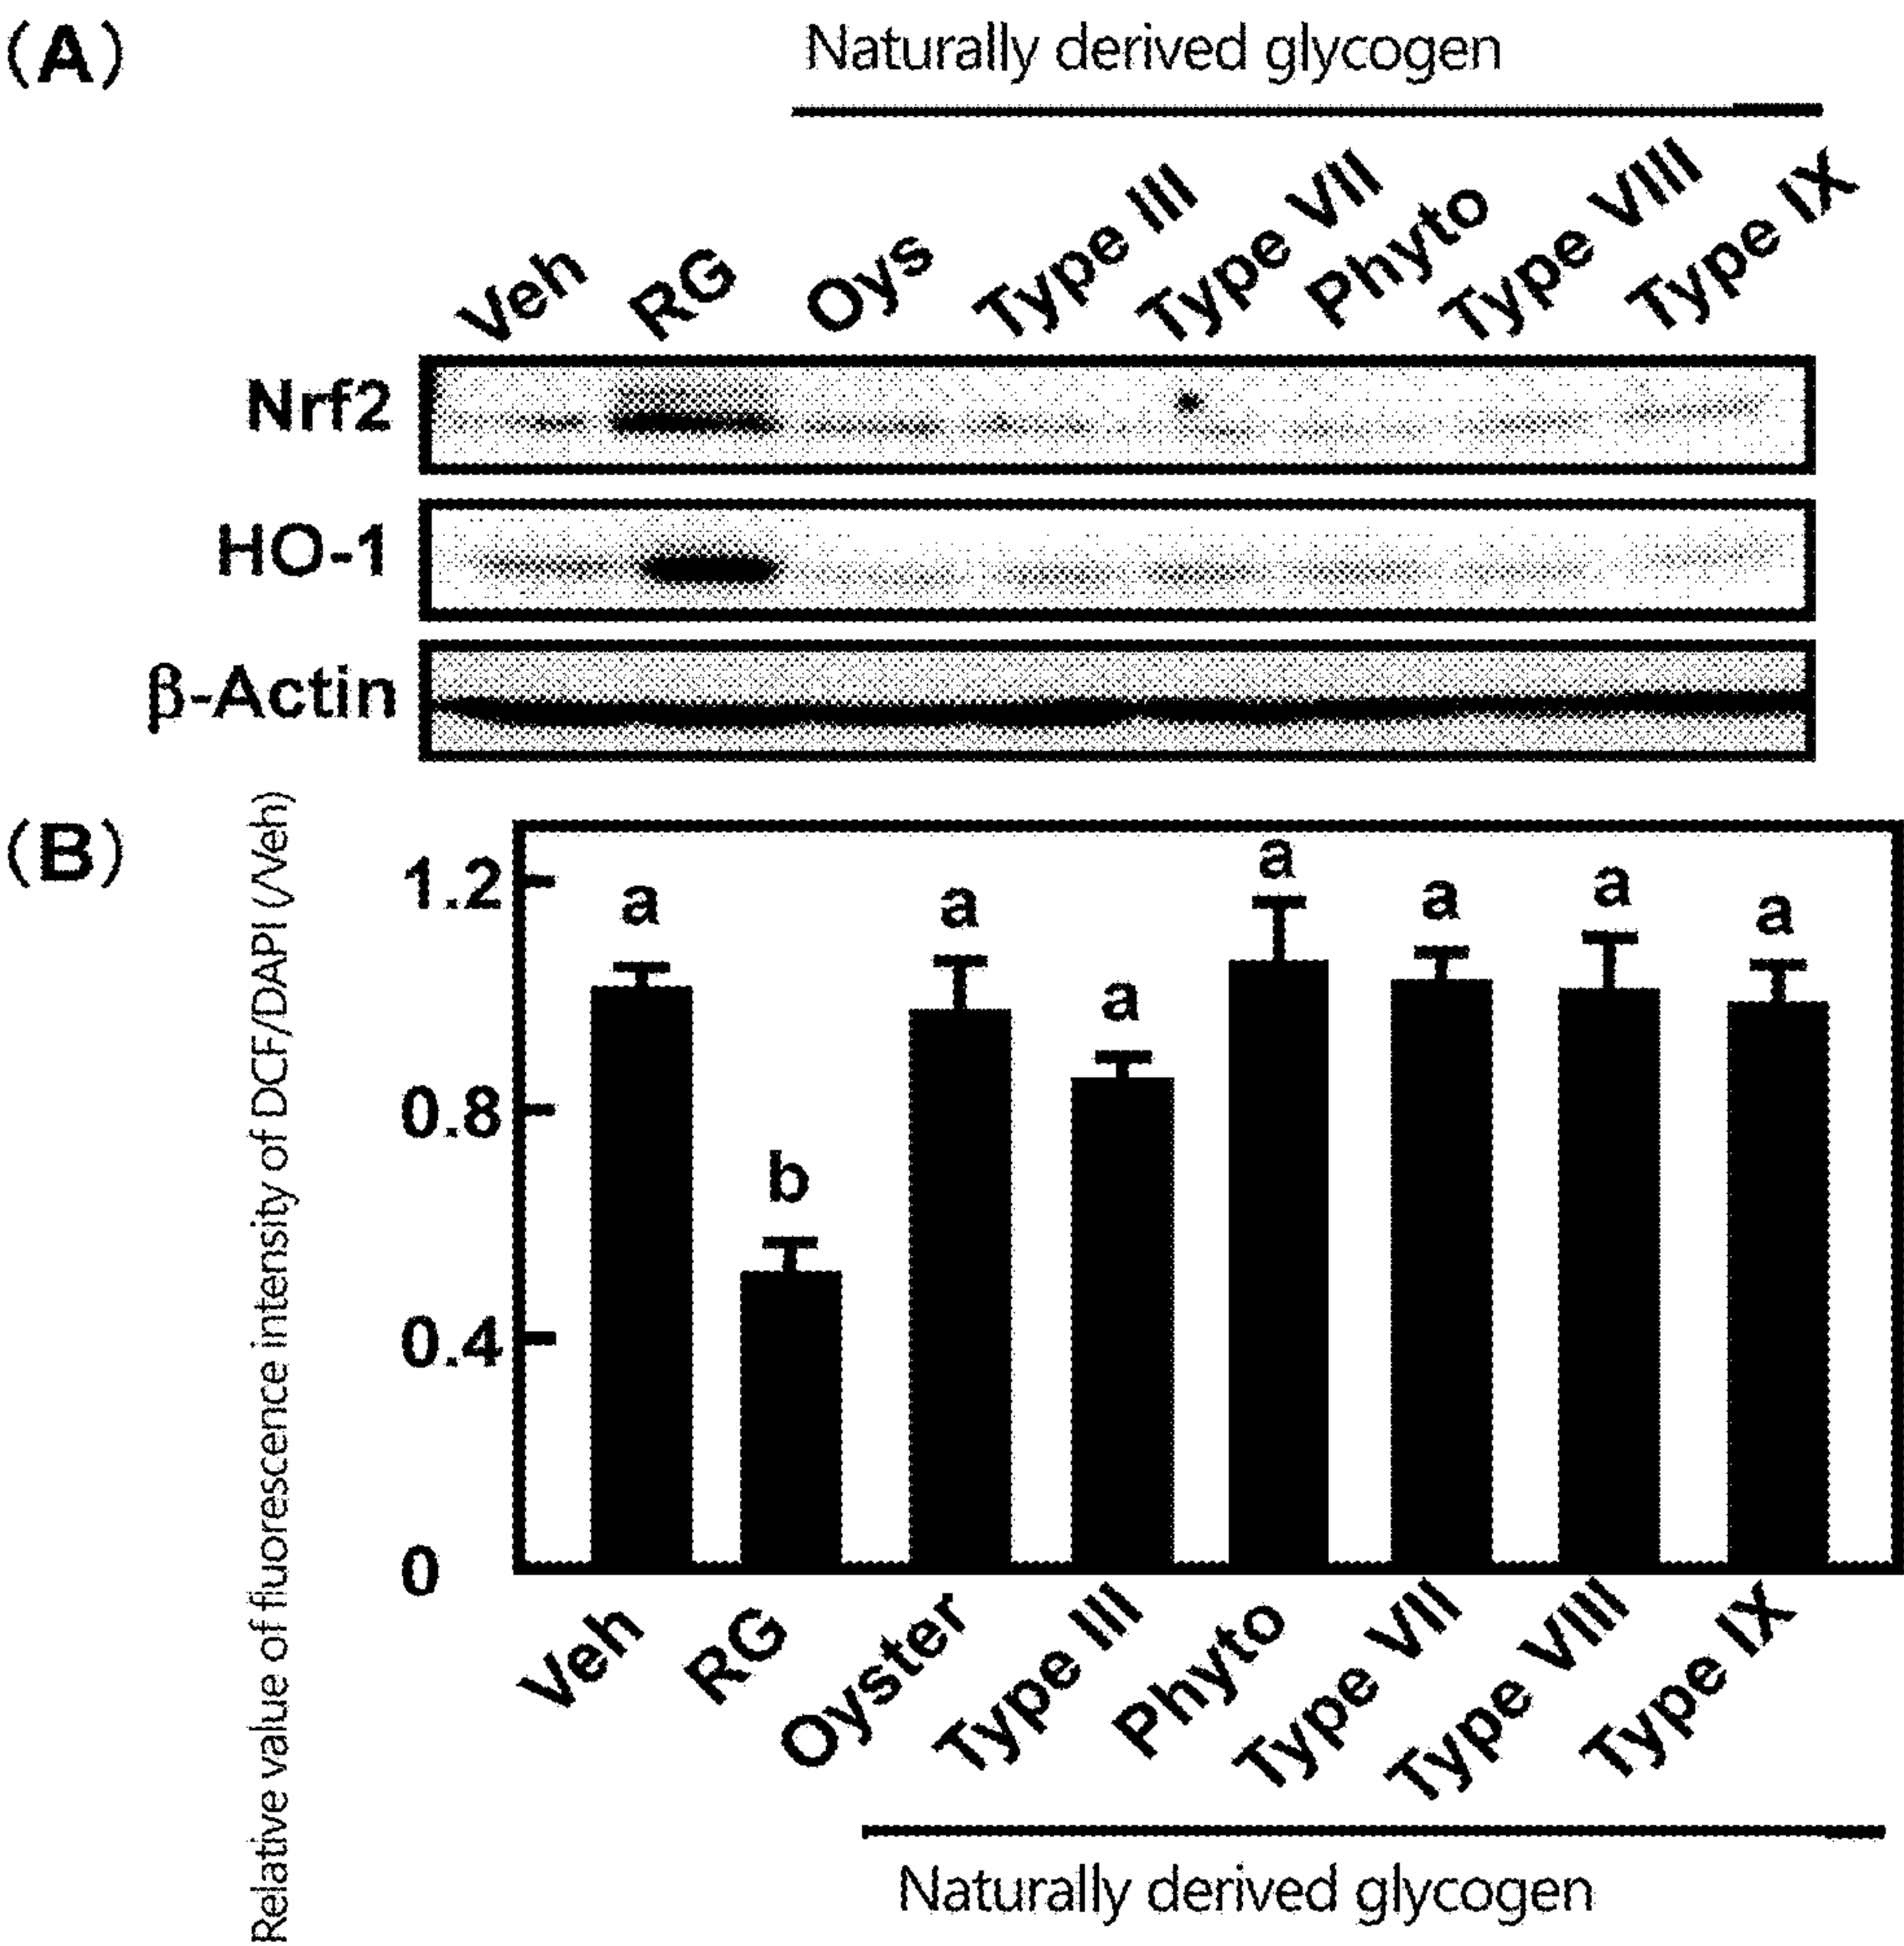 (A)
Naturally derived glycogen
Veh RG Oys Type III Type VII Phyto Type VIII Type IX
Nrf2
HO-1
β-Actin
(B)
Relative value of fluorescence intensity of DCF/DAPI (/Veh)
1.2
0.8
0.4
0
a b a a a a a a
Veh RG Oyster Type III Phyto Type VII Type VIII Type IX
Naturally derived glycogen